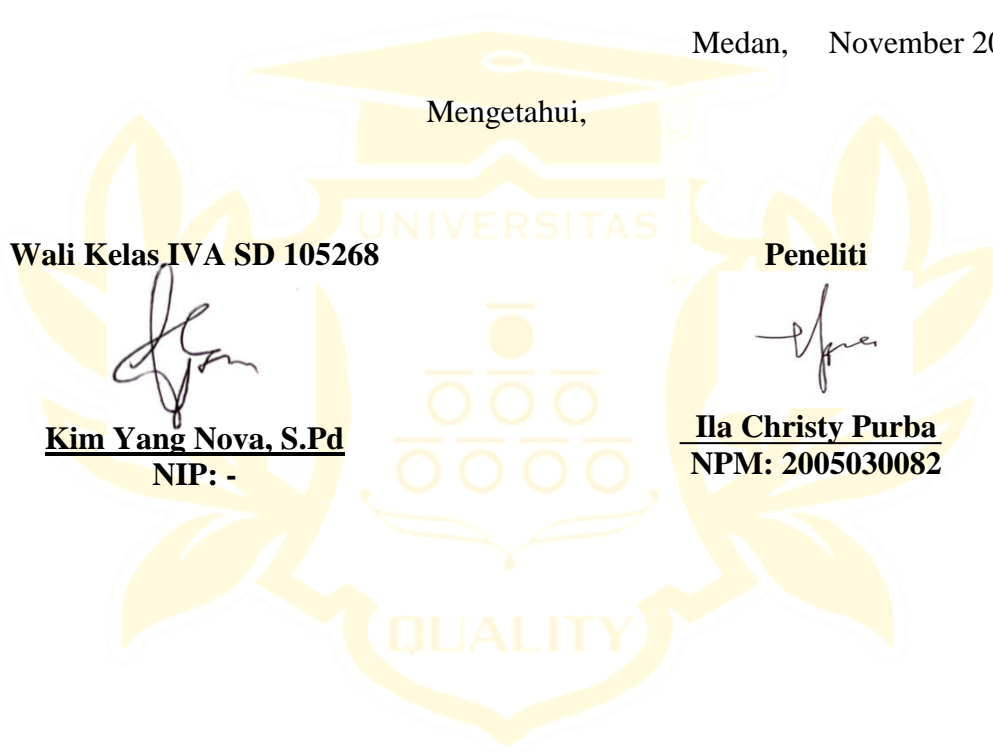 Medan, November 20
Mengetahui,
UNIVERSITAS
Wali Kelas IVA SD 105268
Peneliti
Kim Yang Nova, S.Pd
NIP: -
Ila Christy Purba
NPM: 2005030082
QUALITY